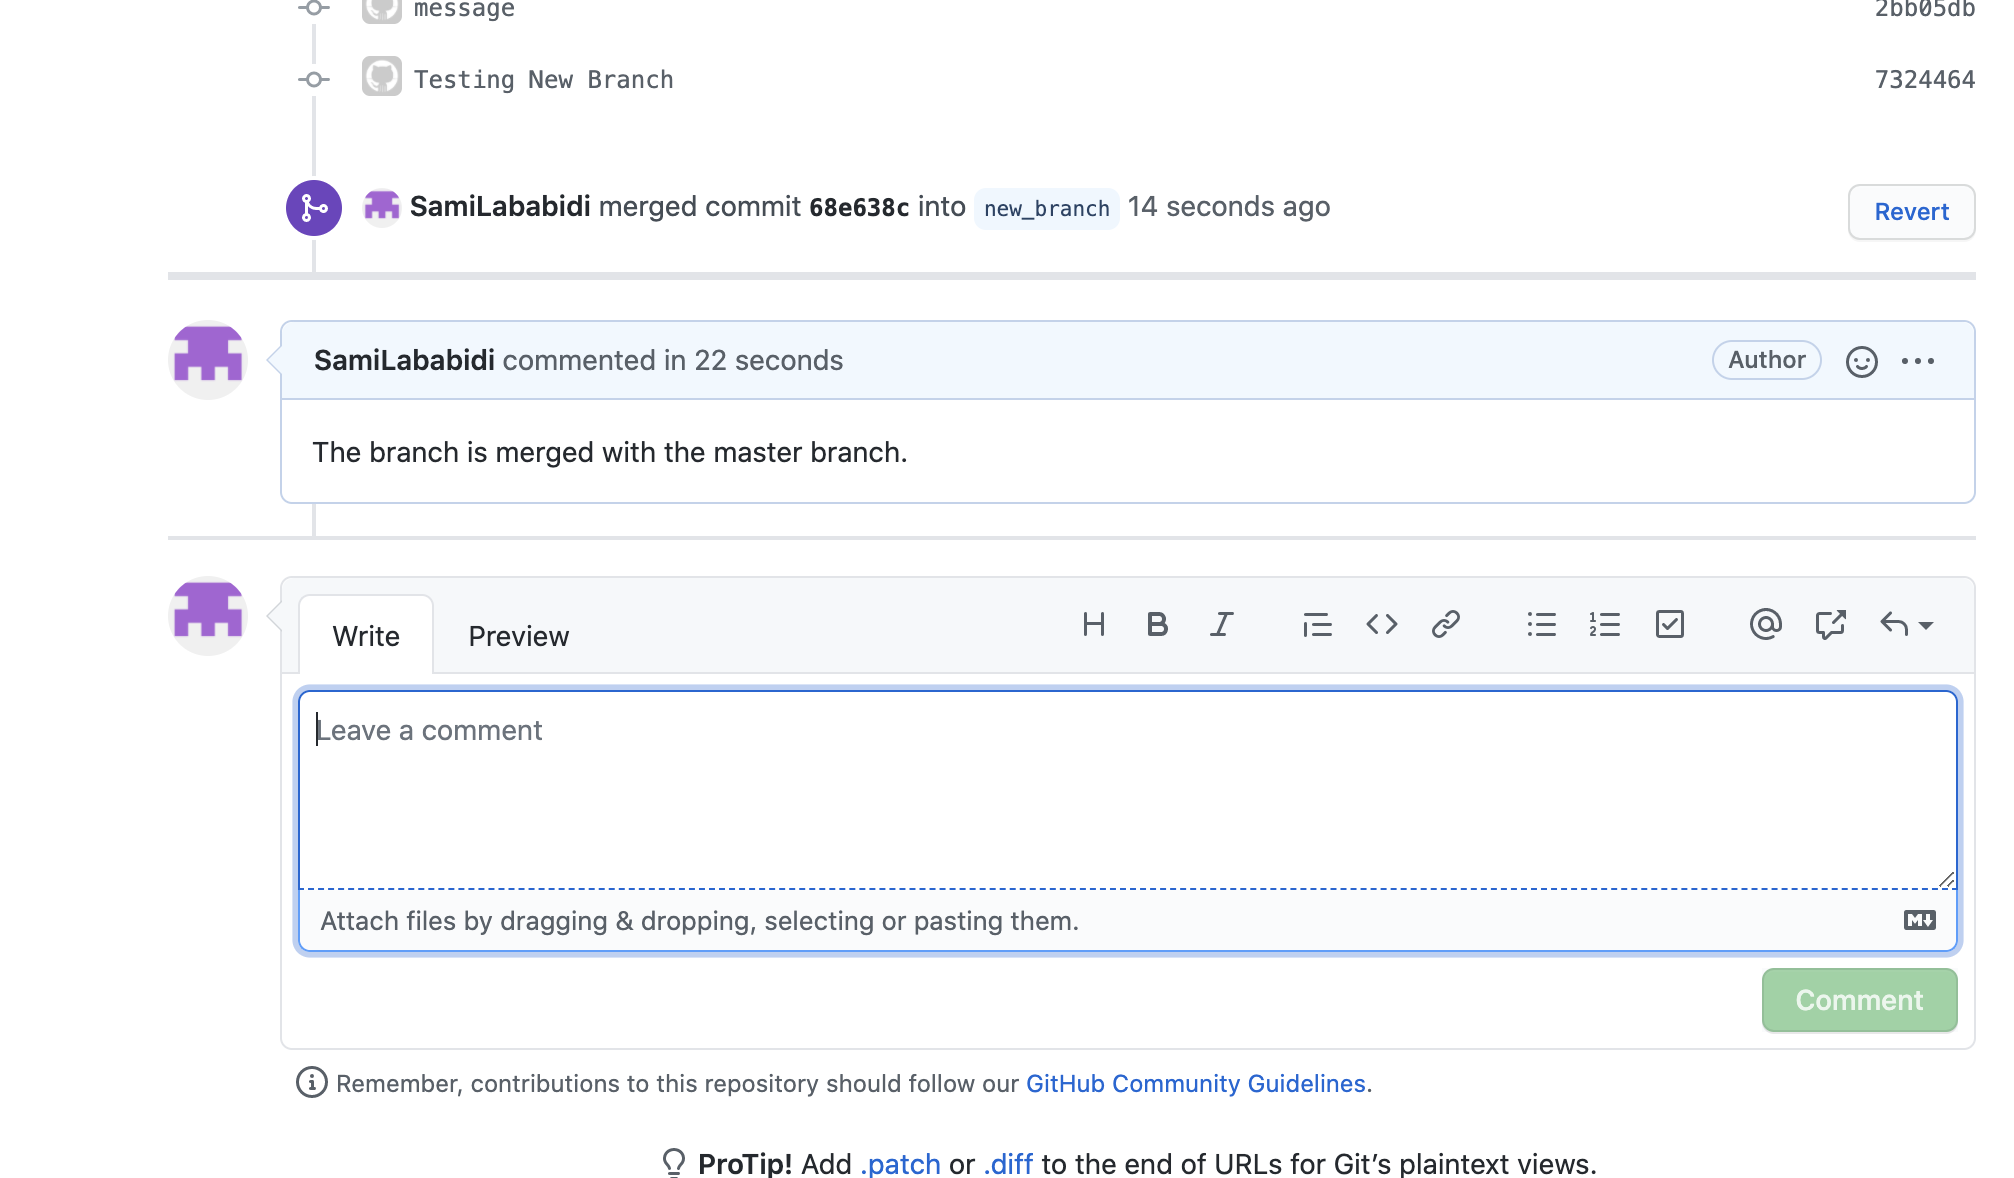 message 2bb05db
Testing New Branch 7324464
SamiLababidi merged commit 68e638c into new_branch 14 seconds ago Revert
SamiLababidi commented in 22 seconds Author
The branch is merged with the master branch.
Write Preview
Leave a comment
Attach files by dragging & dropping, selecting or pasting them.
Comment
Remember, contributions to this repository should follow our GitHub Community Guidelines.
ProTip! Add .patch or .diff to the end of URLs for Git’s plaintext views.